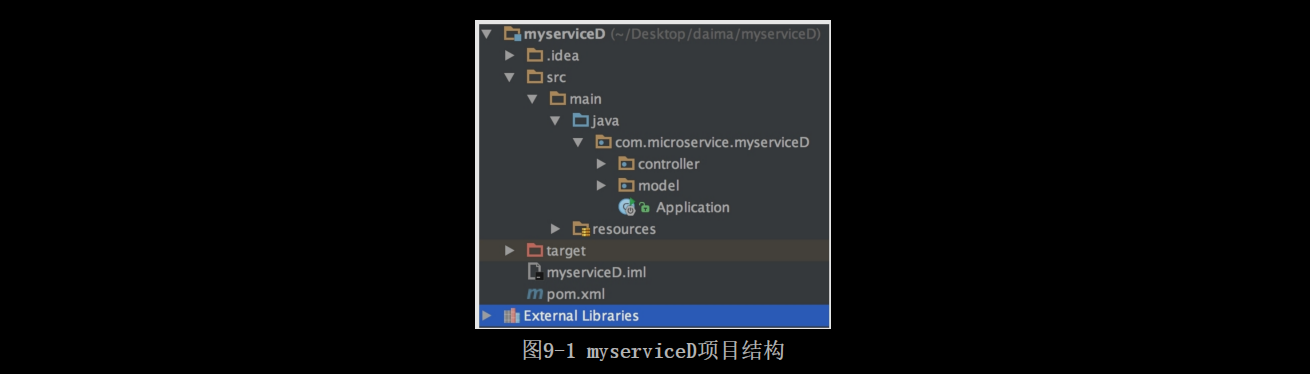 myserviceD (~/Desktop/daima/myserviceD)
.idea
src
main
java
com.microservice.myserviceD
controller
model
Application
resources
target
myserviceD.iml
pom.xml
External Libraries
图9-1 myserviceD项目结构